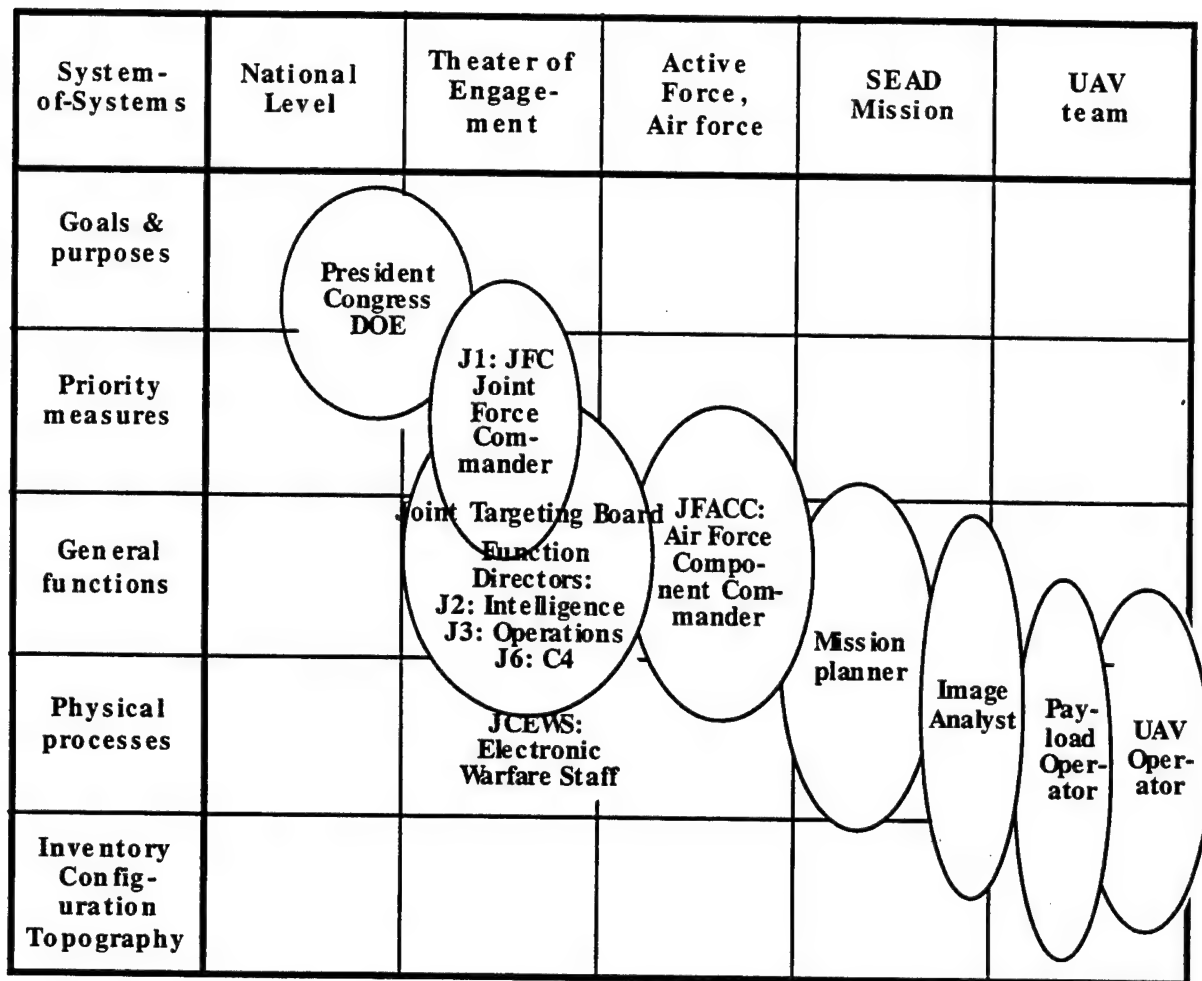 System-
of-Systems
National
Level
Theater of
Engage-
ment
Active
Force,
Air force
SEAD
Mission
UAV
team
Goals &
purposes
President
Congress
DOE
Priority
measures
J1: JFC
Joint
Force
Com-
mander
General
functions
Joint Targeting Board
Function
Directors:
J2: Intelligence
J3: Operations
J6: C4
JFACC:
Air Force
Compo-
nent Com-
mander
Mission
planner
Image
Analyst
Pay-
load
Oper-
ator
UAV
Oper-
ator
Physical
processes
JCEWS:
Electronic
Warfare Staff
Inventory
Config-
uration
Topography